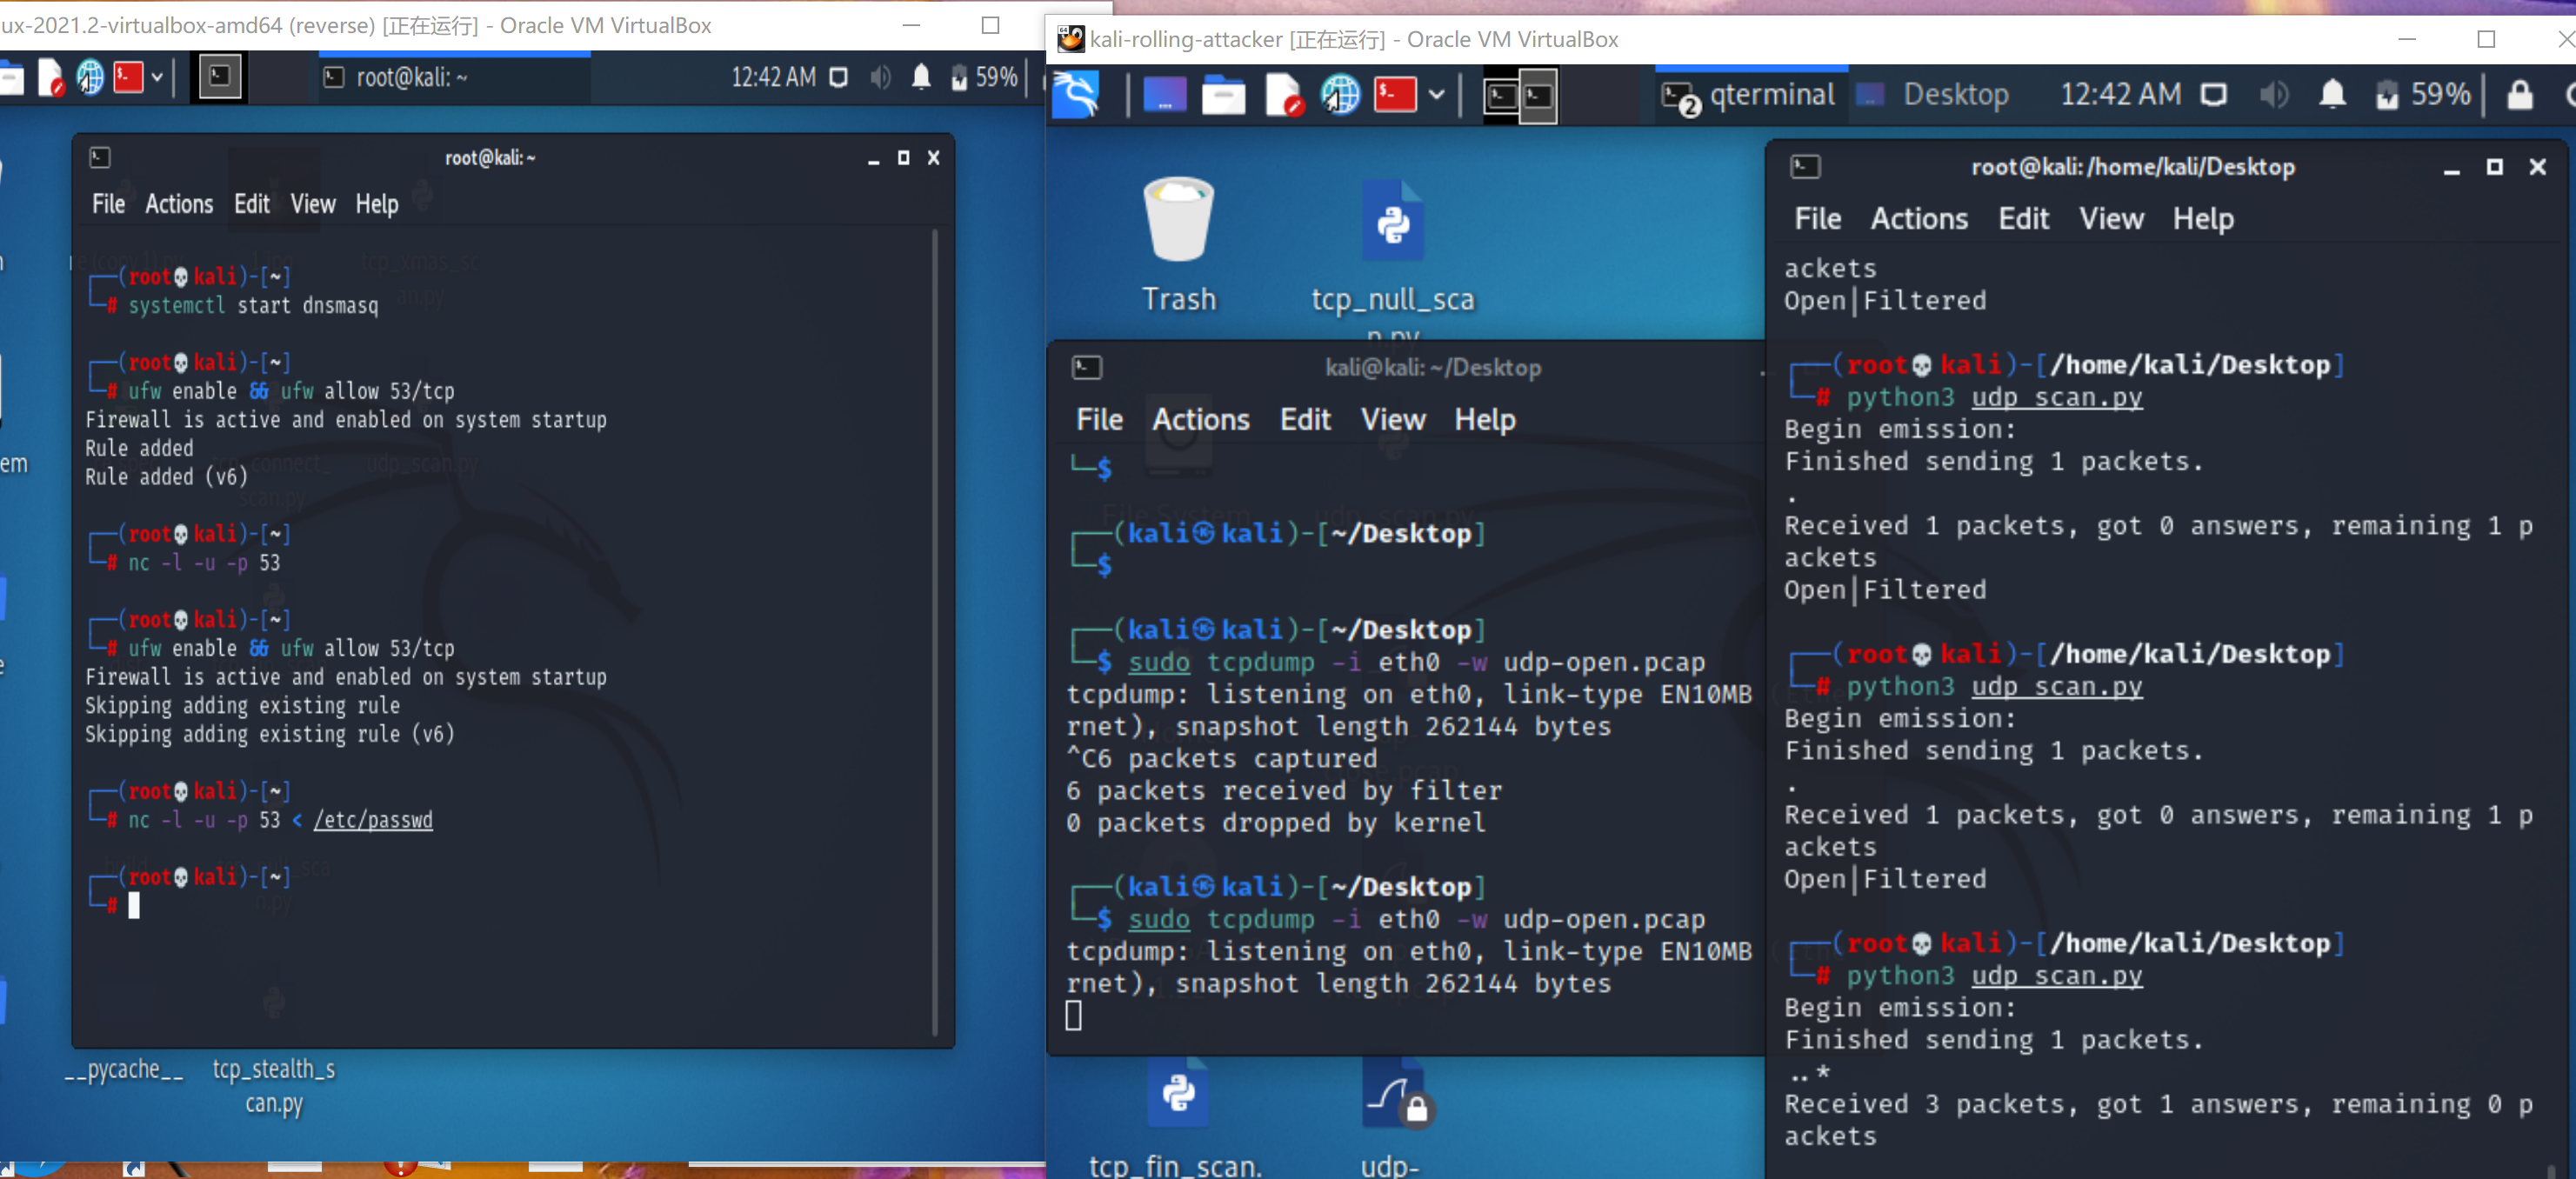 ux-2021.2-virtualbox-amd64 (reverse) [正在运行] - Oracle VM VirtualBox
root@kali: ~
12:42 AM
59%
root@kali: ~
File Actions Edit View Help
(root💀kali)-[~]
# systemctl start dnsmasq
(root💀kali)-[~]
# ufw enable && ufw allow 53/tcp
Firewall is active and enabled on system startup
Rule added
Rule added (v6)
(root💀kali)-[~]
# nc -l -u -p 53
(root💀kali)-[~]
# ufw enable && ufw allow 53/tcp
Firewall is active and enabled on system startup
Skipping adding existing rule
Skipping adding existing rule (v6)
(root💀kali)-[~]
# nc -l -u -p 53 < /etc/passwd
(root💀kali)-[~]
#
em
__pycache__
tcp_stealth_s
can.py
kali-rolling-attacker [正在运行] - Oracle VM VirtualBox
2 qterminal
Desktop
12:42 AM
59%
Trash
tcp_null_sca
n.py
kali@kali: ~/Desktop
File Actions Edit View Help
$
(kali㉿kali)-[~/Desktop]
$
(kali㉿kali)-[~/Desktop]
$ sudo tcpdump -i eth0 -w udp-open.pcap
tcpdump: listening on eth0, link-type EN10MB
rnet), snapshot length 262144 bytes
^C6 packets captured
6 packets received by filter
0 packets dropped by kernel
(kali㉿kali)-[~/Desktop]
$ sudo tcpdump -i eth0 -w udp-open.pcap
tcpdump: listening on eth0, link-type EN10MB
rnet), snapshot length 262144 bytes
tcp_fin_scan.
udp-
root@kali: /home/kali/Desktop
File Actions Edit View Help
ackets
Open|Filtered
(root💀kali)-[/home/kali/Desktop]
# python3 udp_scan.py
Begin emission:
Finished sending 1 packets.
.
Received 1 packets, got 0 answers, remaining 1 p
ackets
Open|Filtered
(root💀kali)-[/home/kali/Desktop]
# python3 udp_scan.py
Begin emission:
Finished sending 1 packets.
.
Received 1 packets, got 0 answers, remaining 1 p
ackets
Open|Filtered
(root💀kali)-[/home/kali/Desktop]
# python3 udp_scan.py
Begin emission:
Finished sending 1 packets.
..*
Received 3 packets, got 1 answers, remaining 0 p
ackets